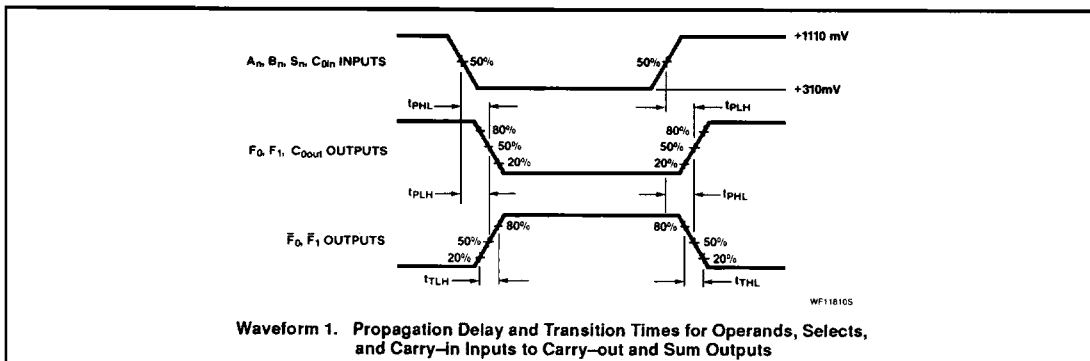 +1110 mV
An, Bn, Sn, C0in INPUTS
50%
50%
+310mV
tPHL
tPLH
80%
80%
F0, F1, C0out OUTPUTS
50%
50%
20%
20%
tPLH
tPHL
80%
80%
F̄0, F̄1 OUTPUTS
50%
50%
20%
20%
tTLH
tTHL
WF11810S
Waveform 1. Propagation Delay and Transition Times for Operands, Selects,
and Carry–in Inputs to Carry–out and Sum Outputs